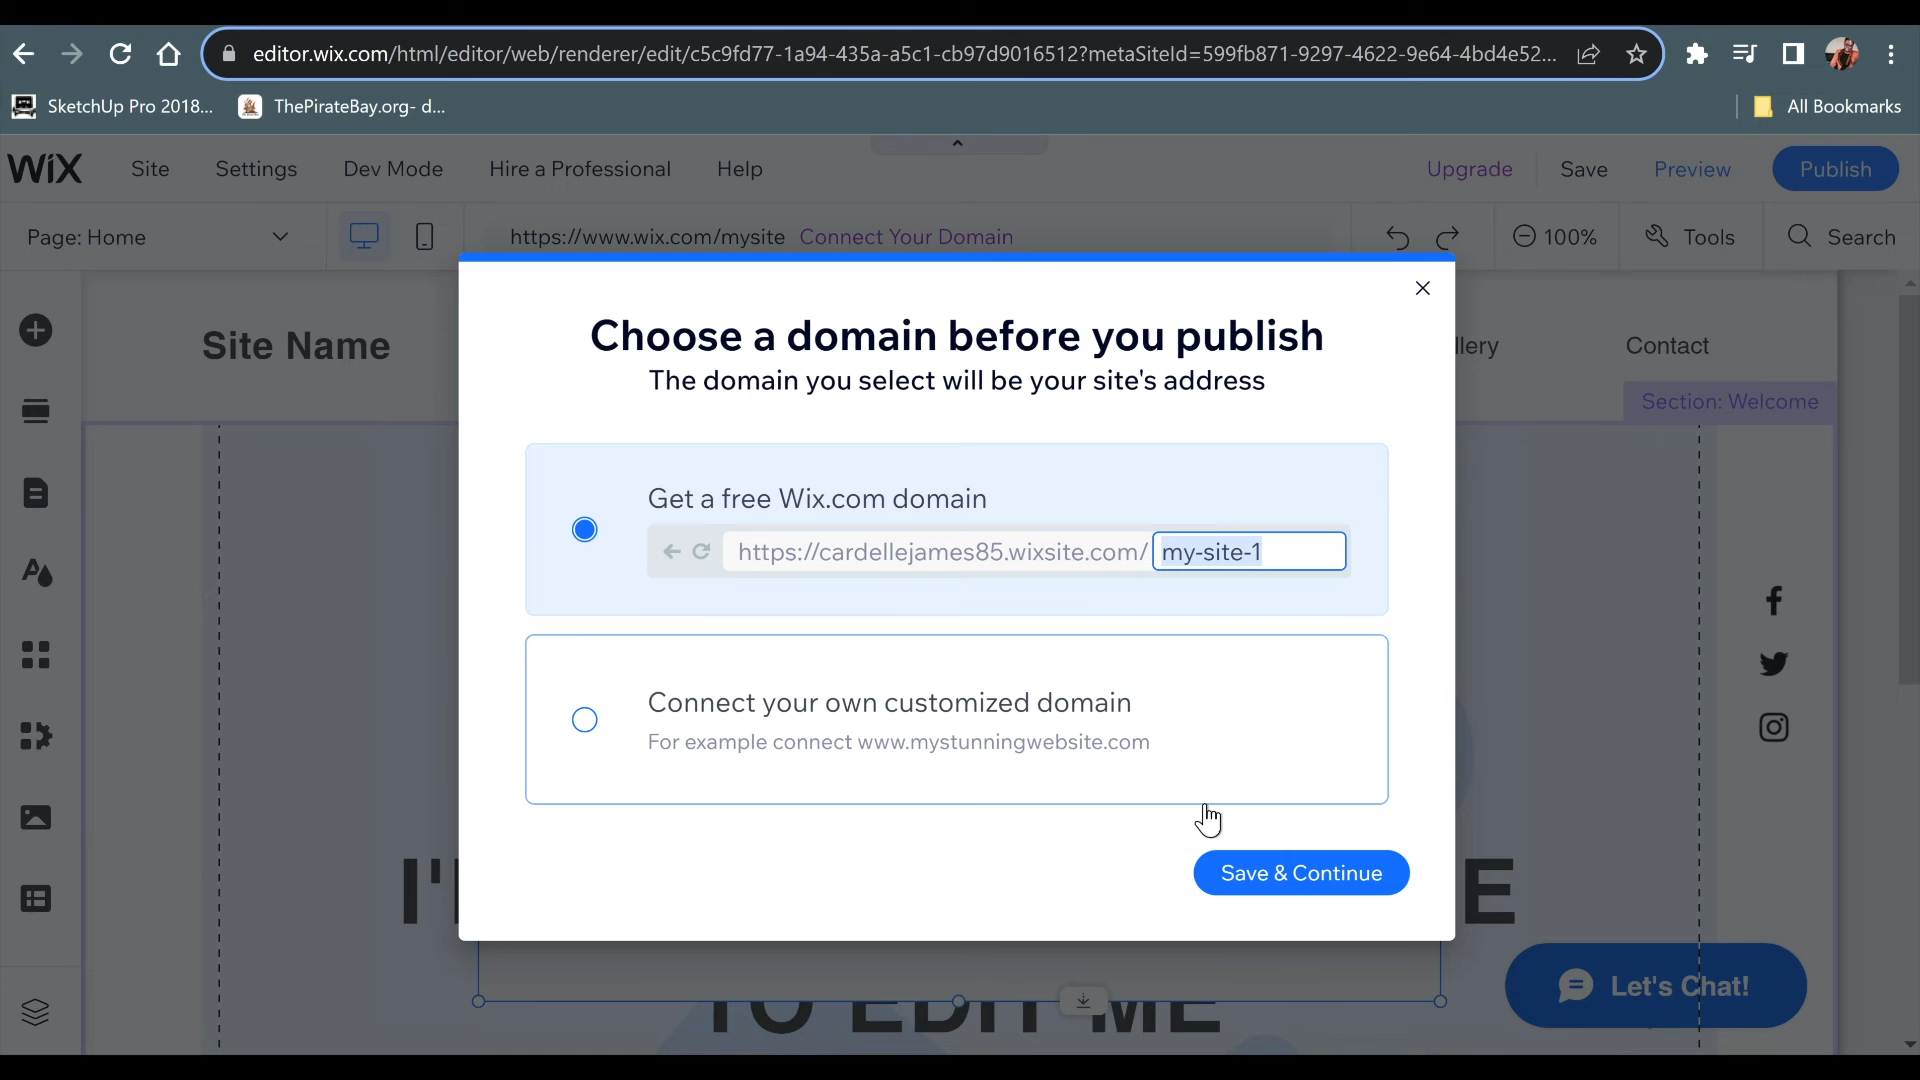 editor.wix.com/html/editor/web/renderer/edit/c5c9fd77-1a94-435a-a5c1-cb97d9016512?metaSiteId=599fb871-9297-4622-9e64-4bd4e52...
SketchUp Pro 2018... ThePirateBay.org- d... All Bookmarks
WiX Site Settings Dev Mode Hire a Professional Help Upgrade Save Preview Publish
Page: Home https://www.wix.com/mysite Connect Your Domain 100% Tools Search
Site Name
llery Contact
Section: Welcome
Choose a domain before you publish
The domain you select will be your site's address
Get a free Wix.com domain
https://cardellejames85.wixsite.com/ my-site-1
Connect your own customized domain
For example connect www.mystunningwebsite.com
Save & Continue
I' E
TO EDIT ME
Let's Chat!